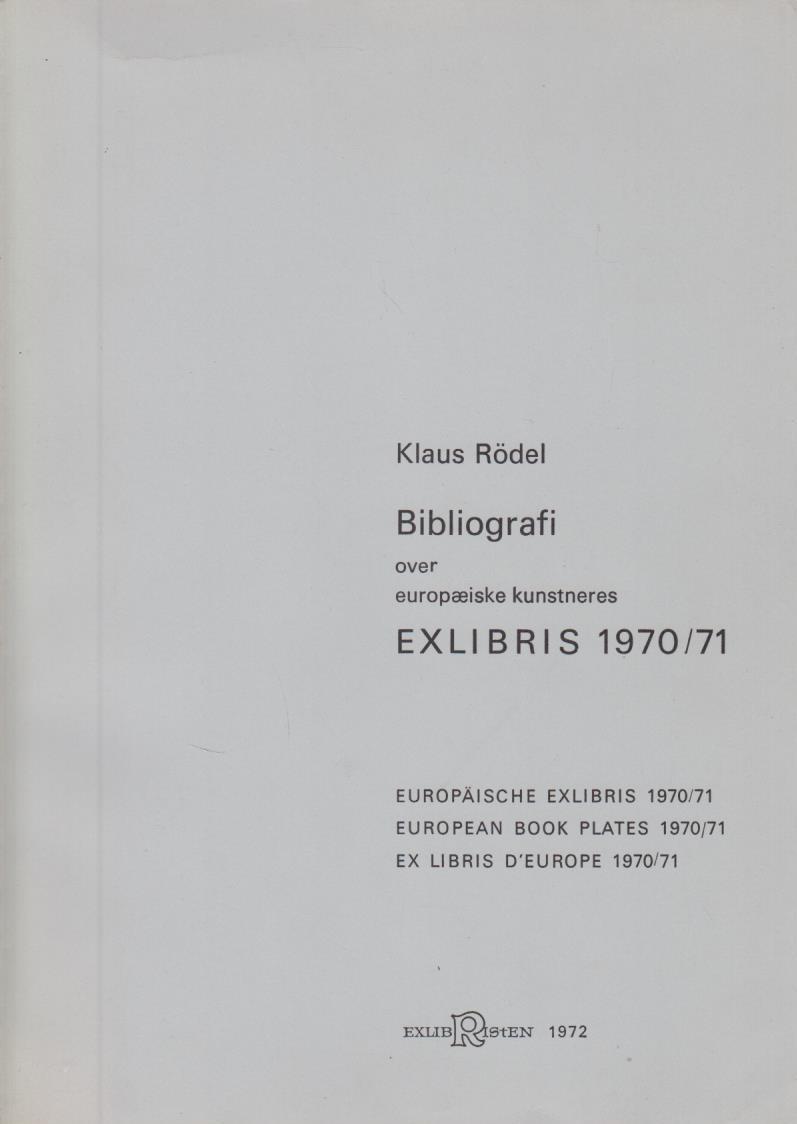 Klaus Rödel
Bibliografi
over
europæiske kunstneres
EXLIBRIS 1970/71
EUROPÄISCHE EXLIBRIS 1970/71
EUROPEAN BOOK PLATES 1970/71
EX LIBRIS D'EUROPE 1970/71
EXLIBRIStEN 1972